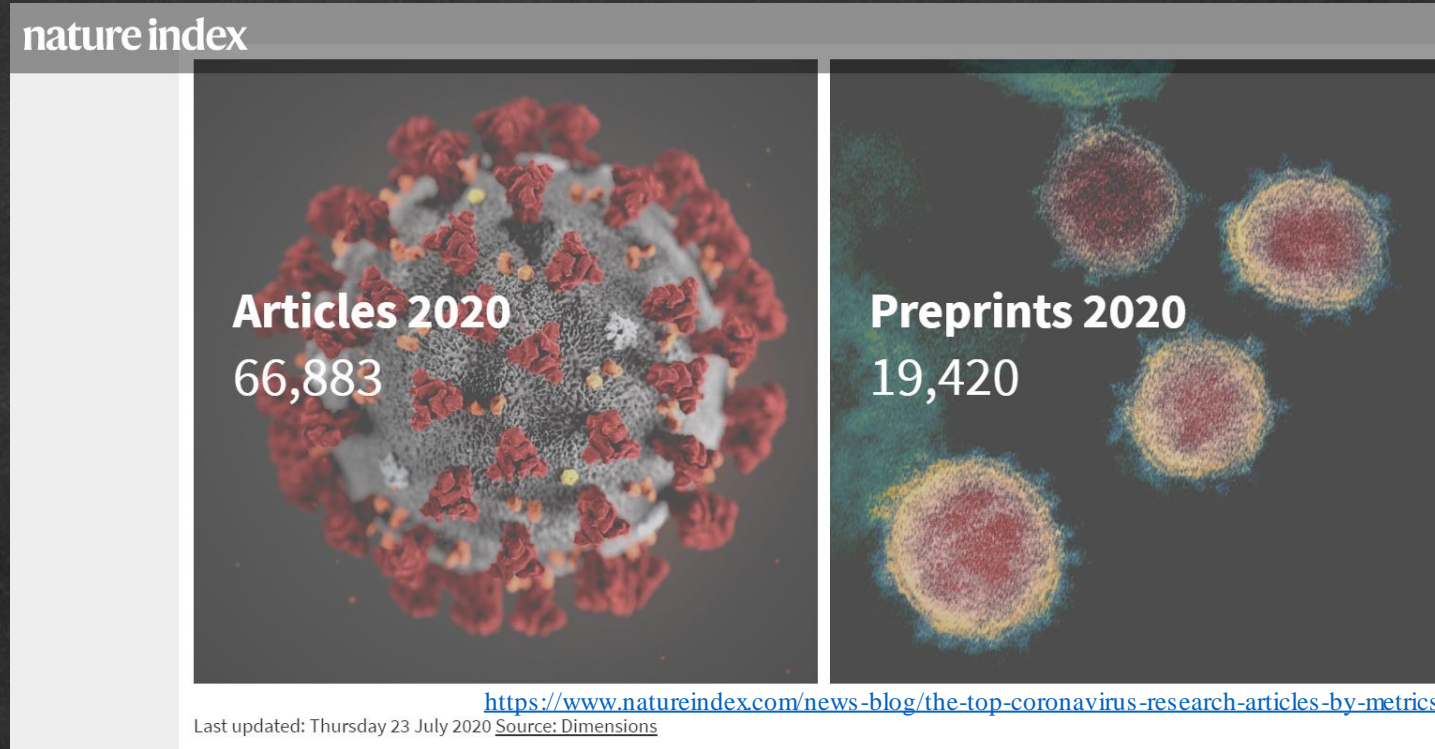 nature index
Articles 2020
66,883
Preprints 2020
19,420
https://www.natureindex.com/news-blog/the-top-coronavirus-research-articles-by-metrics
Last updated: Thursday 23 July 2020 Source: Dimensions